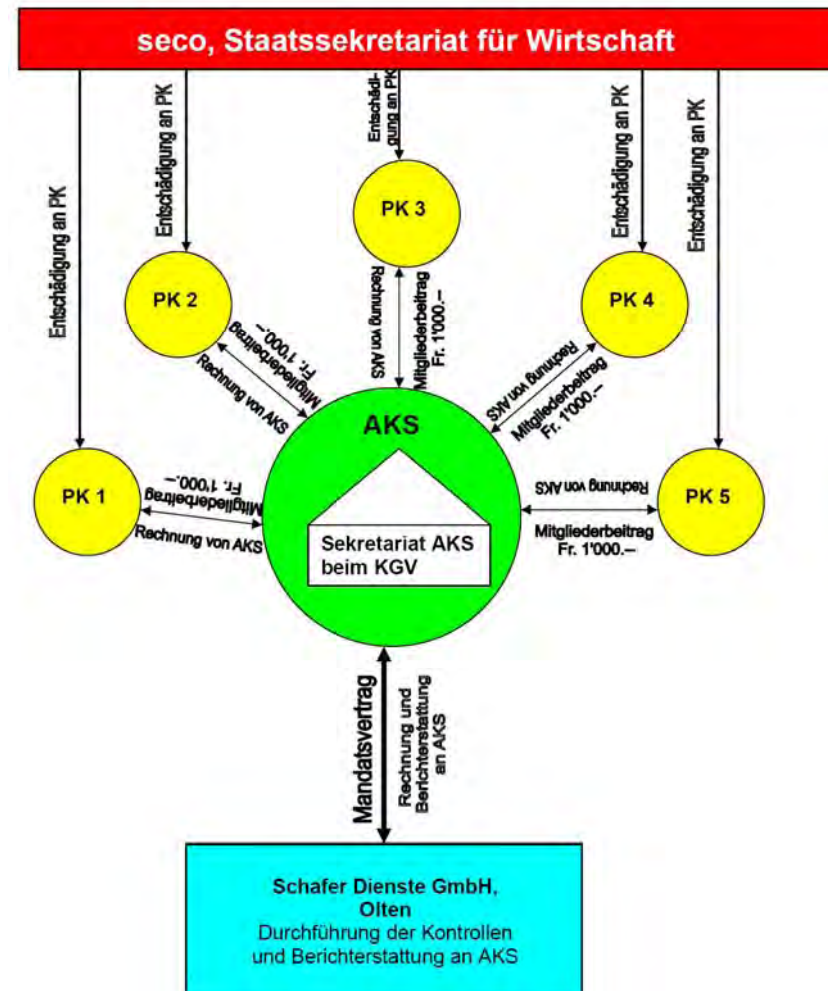 seco, Staatssekretariat für Wirtschaft
Entschädigung an PK
Entschädigung an PK
Entschädi-
gung an PK
Entschädigung an PK
Entschädigung an PK
PK 3
PK 2
PK 4
Mitgliederbeitrag
Fr. 1'000.–
Rechnung von AKS
Rechnung von AKS
Mitgliederbeitrag
Fr. 1'000.–
Rechnung von AKS
Mitgliederbeitrag
Fr. 1'000.–
AKS
PK 1
Mitgliederbeitrag
Fr. 1'000.–
Rechnung von AKS
Rechnung von AKS
Mitgliederbeitrag
Fr. 1'000.–
PK 5
Sekretariat AKS
beim KGV
Mandatsvertrag
Rechnung und
Berichterstattung
an AKS
Schafer Dienste GmbH,
Olten
Durchführung der Kontrollen
und Berichterstattung an AKS